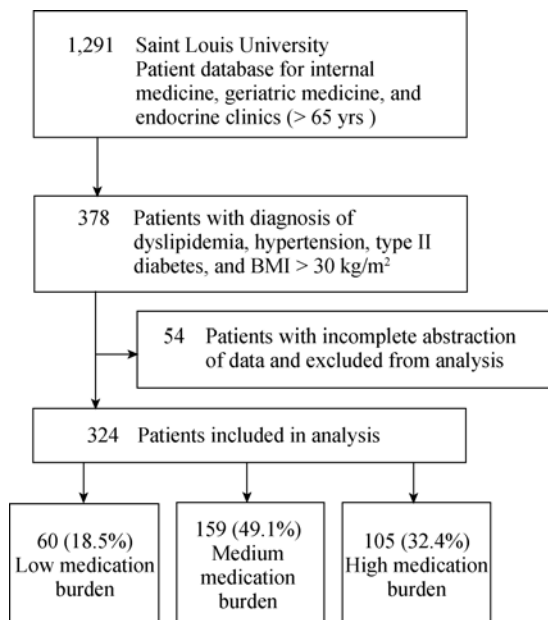 1,291 Saint Louis University
Patient database for internal
medicine, geriatric medicine, and
endocrine clinics (> 65 yrs )
378 Patients with diagnosis of
dyslipidemia, hypertension, type II
diabetes, and BMI > 30 kg/m²
54 Patients with incomplete abstraction
of data and excluded from analysis
324 Patients included in analysis
60 (18.5%)
Low medication
burden
159 (49.1%)
Medium
medication
burden
105 (32.4%)
High medication
burden